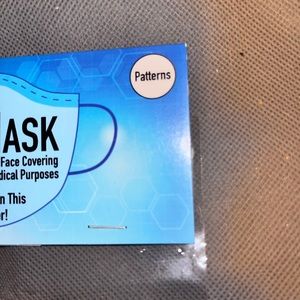 Patterns
ASK
Face Covering
dical Purposes
n This
r!